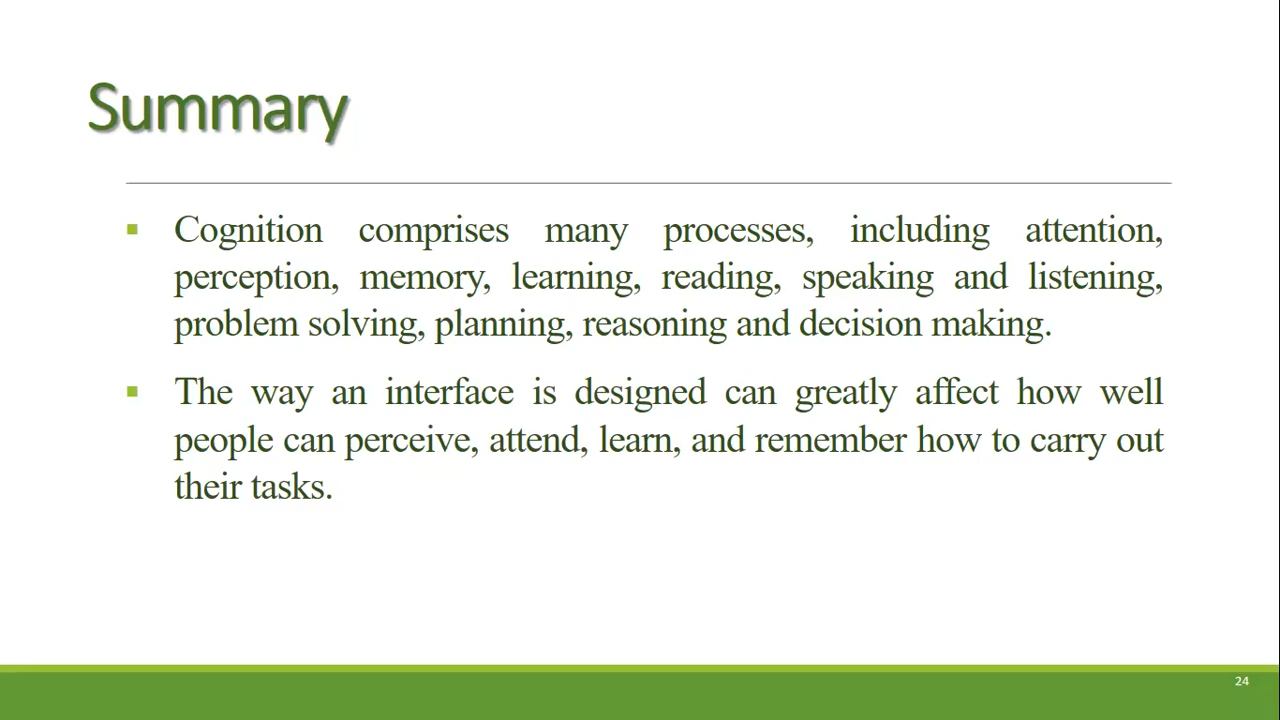 Summary
▪ Cognition comprises many processes, including attention,
perception, memory, learning, reading, speaking and listening,
problem solving, planning, reasoning and decision making.
▪ The way an interface is designed can greatly affect how well
people can perceive, attend, learn, and remember how to carry out
their tasks.
24